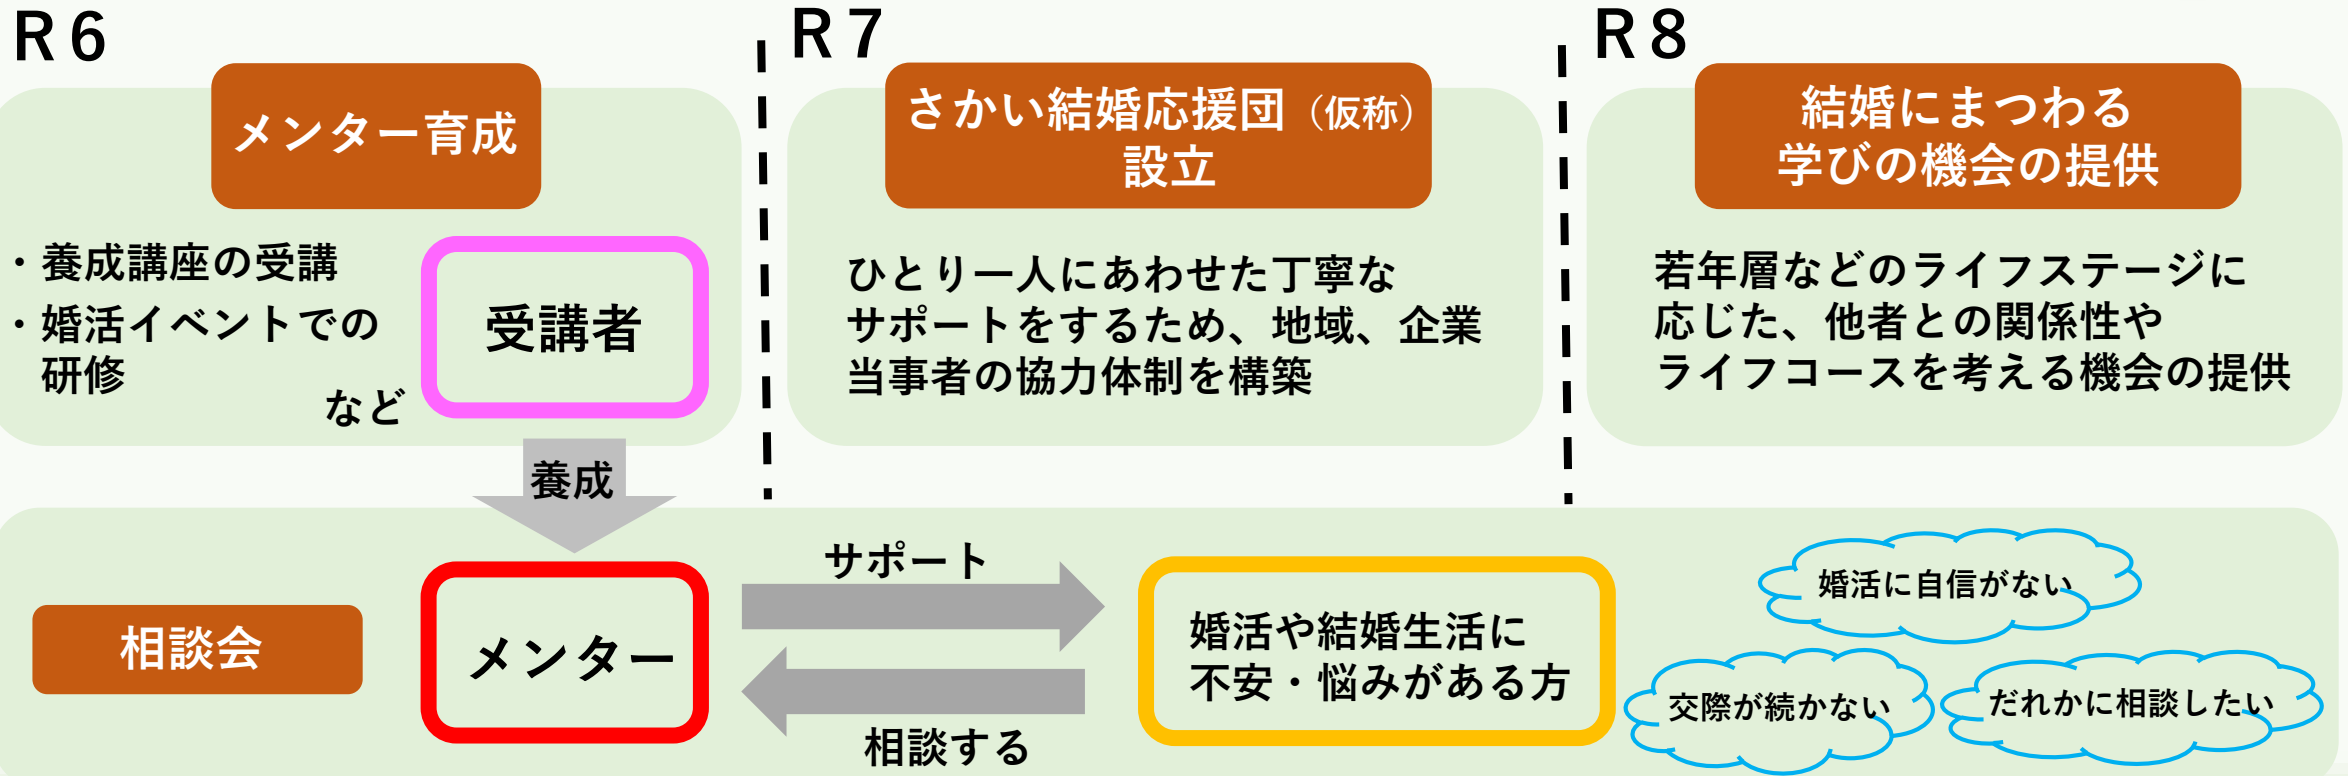 R6
メンター育成
・養成講座の受講
・婚活イベントでの
研修
など
受講者
養成
R7
さかい結婚応援団（仮称）
設立
ひとり一人にあわせた丁寧な
サポートをするため、地域、企業
当事者の協力体制を構築
R8
結婚にまつわる
学びの機会の提供
若年層などのライフステージに
応じた、他者との関係性や
ライフコースを考える機会の提供
相談会
メンター
サポート
相談する
婚活や結婚生活に
不安・悩みがある方
婚活に自信がない
交際が続かない
だれかに相談したい